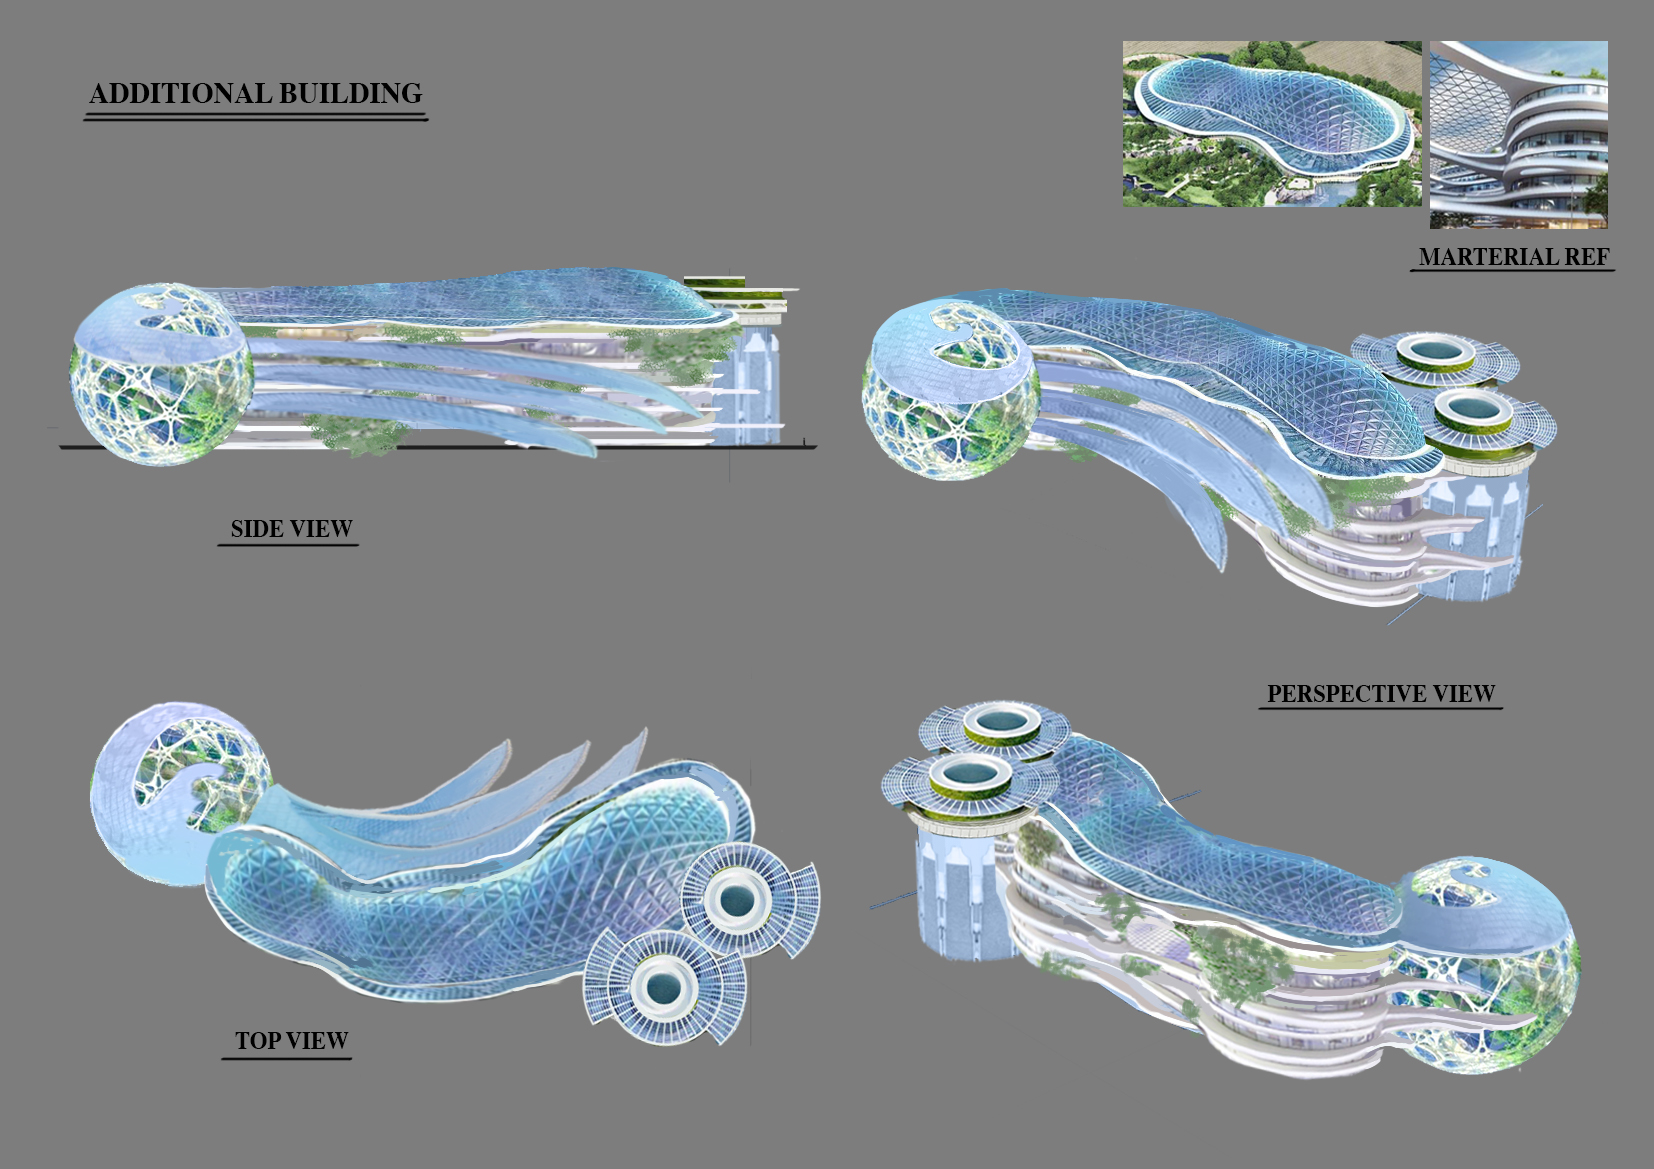 ADDITIONAL BUILDING
MARTERIAL REF
SIDE VIEW
PERSPECTIVE VIEW
TOP VIEW